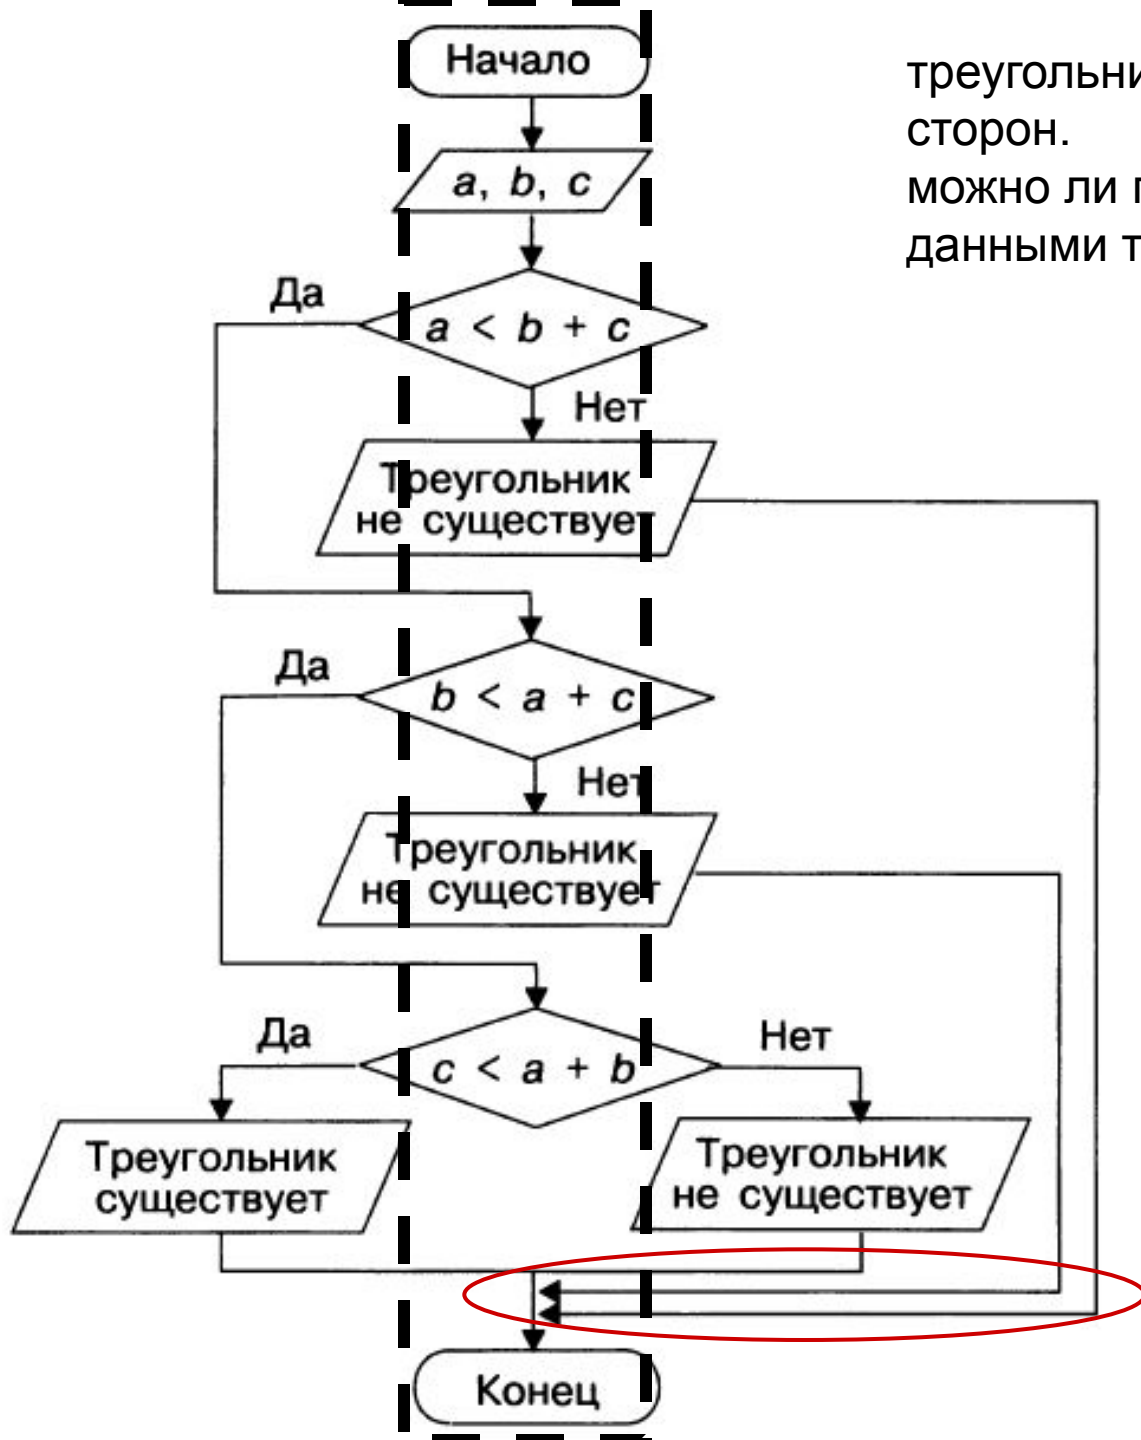 Начало
треугольни
сторон.
можно ли
данными т
a, b, c
Да
a < b + c
Нет
Треугольник
не существует
Да
b < a + c
Нет
Треугольник
не существует
Да
c < a + b
Нет
Треугольник
существует
Треугольник
не существует
Конец